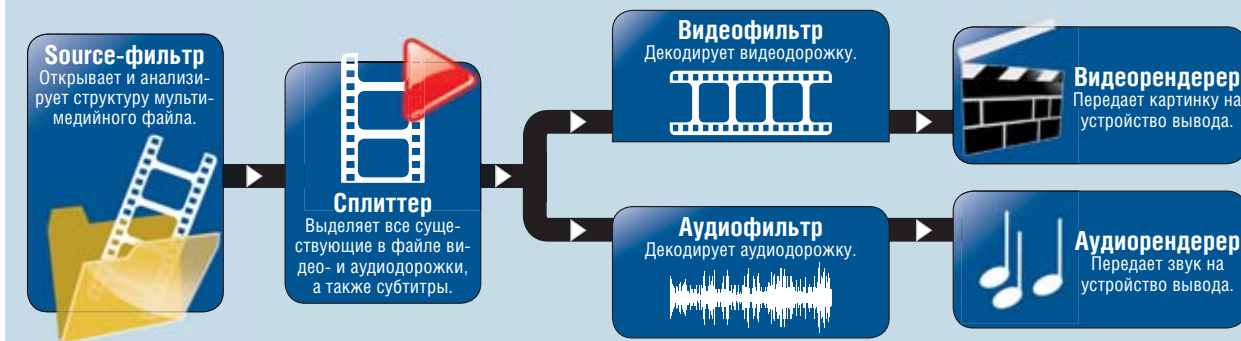 Source-фильтр
Открывает и анализи-
рует структуру мульти-
медийного файла.
Сплиттер
Выделяет все суще-
ствующие в файле ви-
део- и аудиодорожки,
а также субтитры.
Видеофильтр
Декодирует видеодорожку.
Аудиофильтр
Декодирует аудиодорожку.
Видеорендерер
Передает картинку на
устройство вывода.
Аудиорендерер
Передает звук на
устройство вывода.